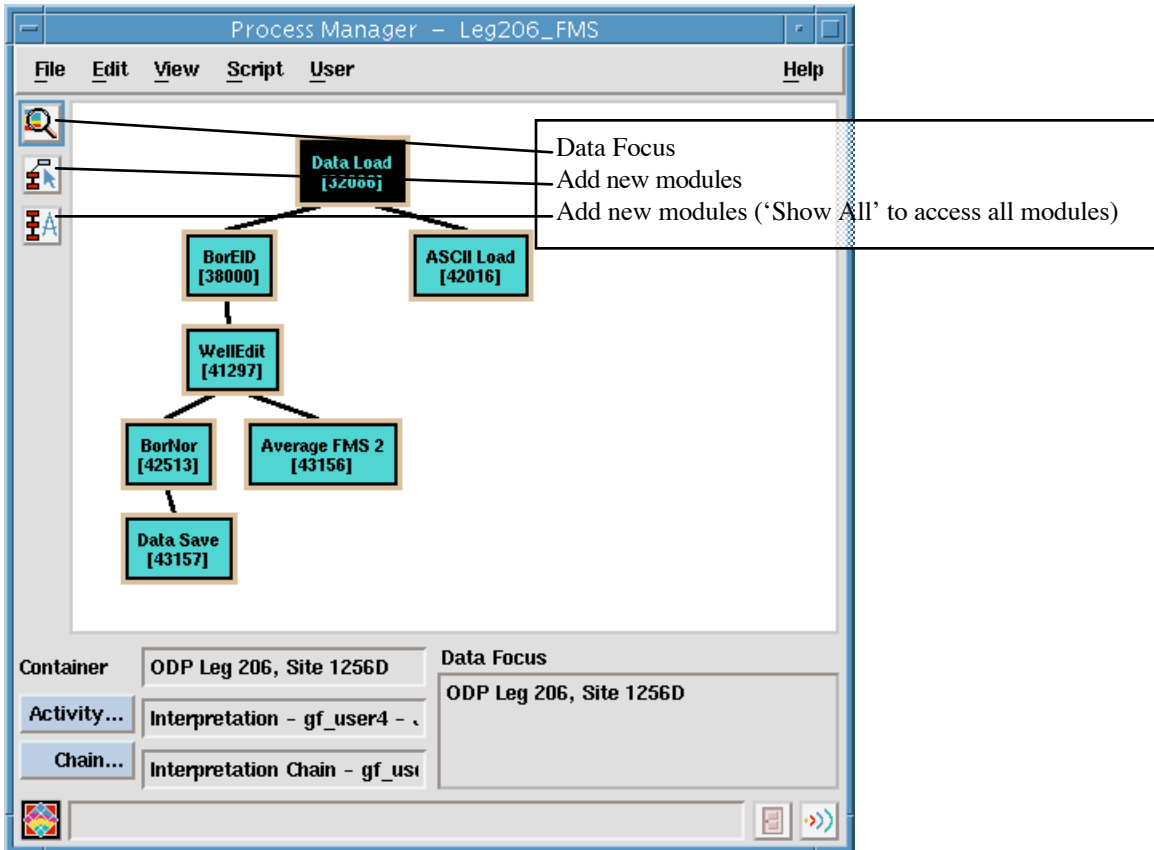 Process Manager – Leg206_FMS
File Edit View Script User Help
Data Focus
Add new modules
Add new modules (‘Show All’ to access all modules)
Data Load
[32086]
BorEID
[38000]
ASCII Load
[42016]
WellEdit
[41297]
BorNor
[42513]
Average FMS 2
[43156]
Data Save
[43157]
Container
ODP Leg 206, Site 1256D
Activity...
Interpretation - gf_user4 -
Chain...
Interpretation Chain - gf_use
Data Focus
ODP Leg 206, Site 1256D